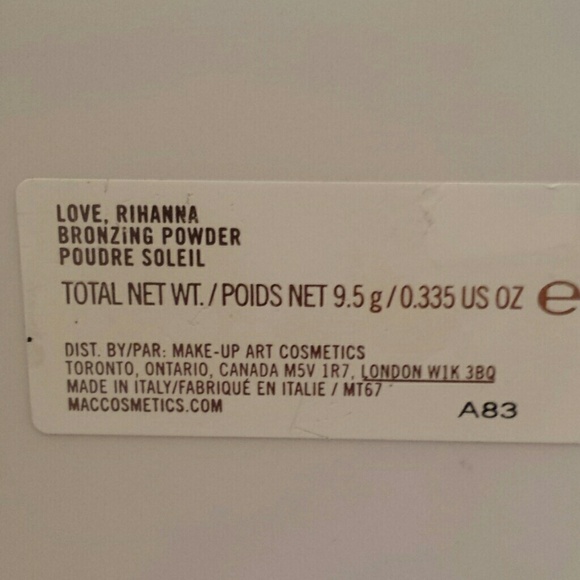 LOVE, RIHANNA
BRONZiNG POWDER
POUDRE SOLEIL
TOTAL NET WT. / POIDS NET 9.5 g / 0.335 US OZ e
DIST. BY/PAR: MAKE-UP ART COSMETICS
TORONTO, ONTARIO, CANADA M5V 1R7, LONDON W1K 3BQ
MADE IN ITALY/FABRIQUÉ EN ITALIE / MT67
MACCOSMETICS.COM
A83